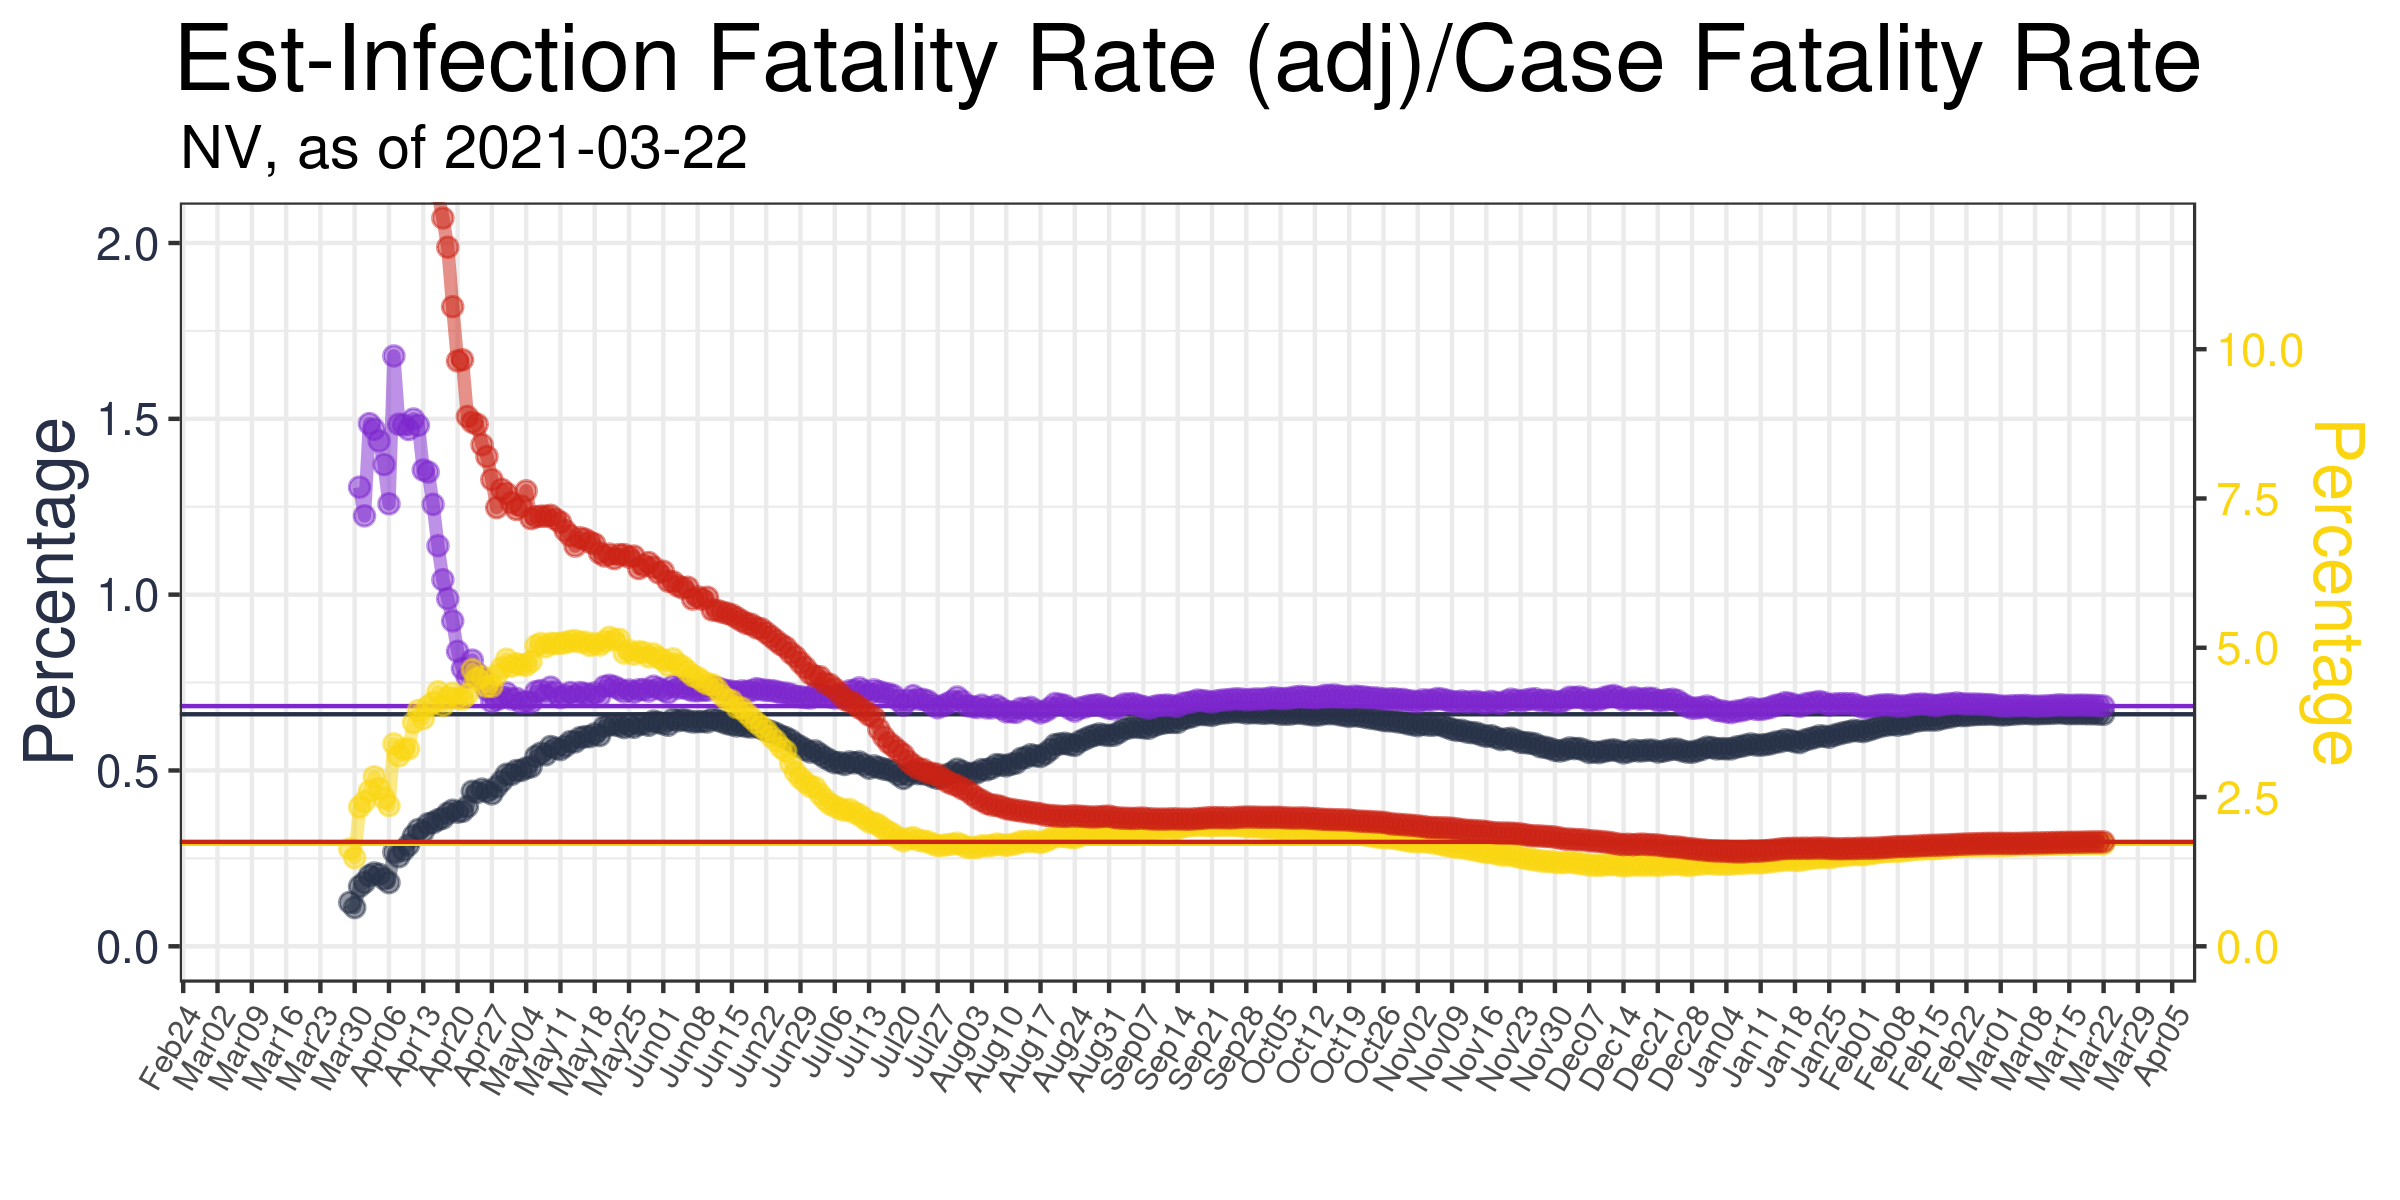 Est-Infection Fatality Rate (adj)/Case Fatality Rate
NV, as of 2021-03-22
Percentage
2.0
1.5
1.0
0.5
0.0
10.0
7.5
5.0
2.5
0.0
Percentage
Feb24
Mar02
Mar09
Mar16
Mar23
Mar30
Apr06
Apr13
Apr20
Apr27
May04
May11
May18
May25
Jun01
Jun08
Jun15
Jun22
Jun29
Jul06
Jul13
Jul20
Jul27
Aug03
Aug10
Aug17
Aug24
Aug31
Sep07
Sep14
Sep21
Sep28
Oct05
Oct12
Oct19
Oct26
Nov02
Nov09
Nov16
Nov23
Nov30
Dec07
Dec14
Dec21
Dec28
Jan04
Jan11
Jan18
Jan25
Feb01
Feb08
Feb15
Feb22
Mar01
Mar08
Mar15
Mar22
Mar29
Apr05